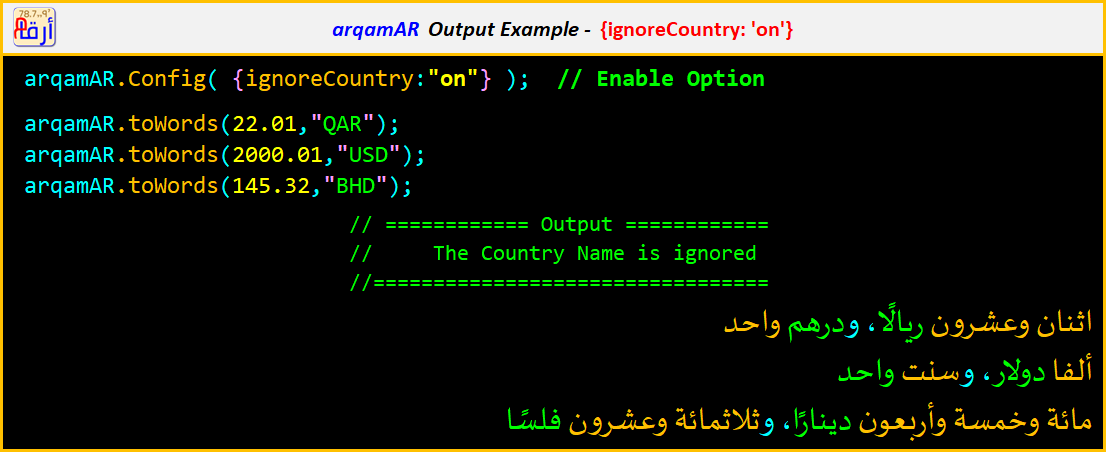 78.7,,9º أرقام
arqamAR Output Example - {ignoreCountry: 'on'}
arqamAR.Config( {ignoreCountry:"on"} ); // Enable Option
arqamAR.toWords(22.01,"QAR");
arqamAR.toWords(2000.01,"USD");
arqamAR.toWords(145.32,"BHD");
// ============ Output ============
// The Country Name is ignored
//=================================
اثنان وعشرون ريالًا، ودرهم واحد
ألفا دولار، وسنت واحد
مائة وخمسة وأربعون دينارًا، وثلاثمائة وعشرون فلسًا